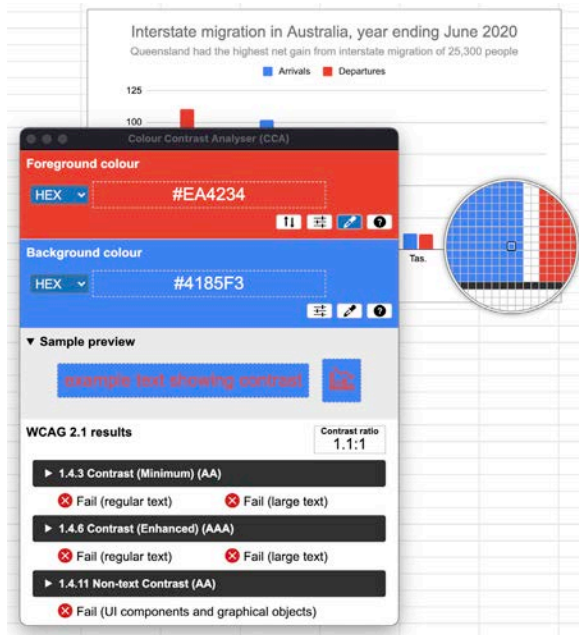 Interstate migration in Australia, year ending June 2020
Queensland had the highest net gain from interstate migration of 25,300 people
Arrivals Departures
125
100
Colour Contrast Analyser (CCA)
Foreground colour
HEX #EA4234
Background colour
HEX #4185F3
Tas.
▼ Sample preview
example text showing contrast
WCAG 2.1 results
Contrast ratio
1.1:1
▶ 1.4.3 Contrast (Minimum) (AA)
Fail (regular text) Fail (large text)
▶ 1.4.6 Contrast (Enhanced) (AAA)
Fail (regular text) Fail (large text)
▶ 1.4.11 Non-text Contrast (AA)
Fail (UI components and graphical objects)